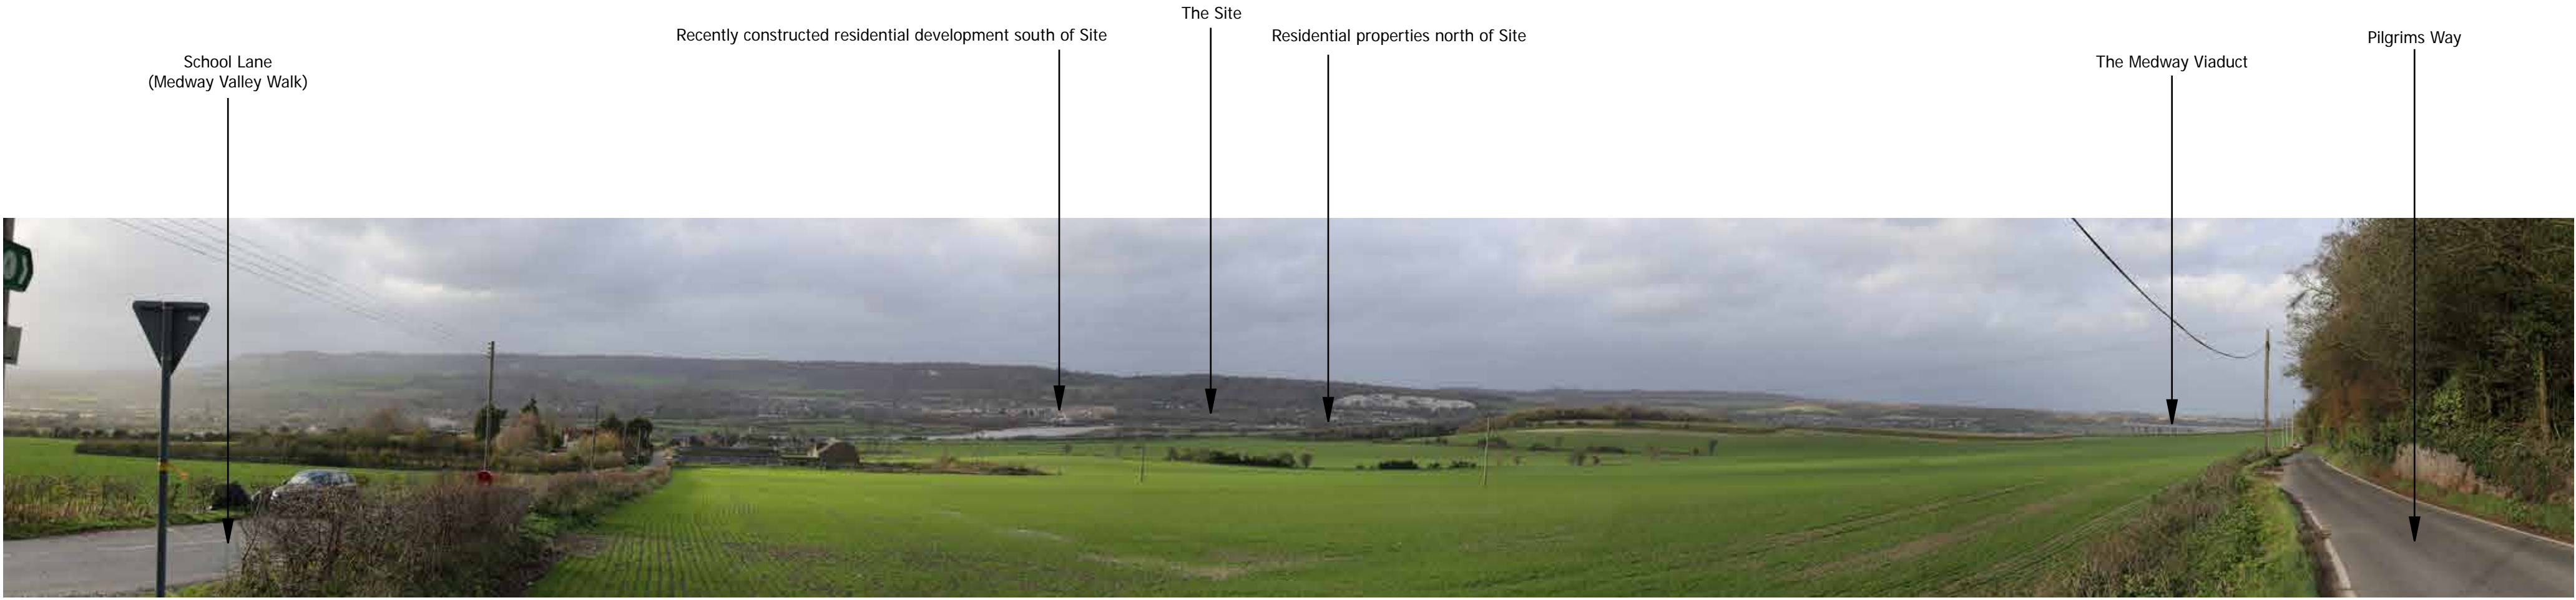 School Lane
(Medway Valley Walk)
Recently constructed residential development south of Site
The Site
Residential properties north of Site
The Medway Viaduct
Pilgrims Way